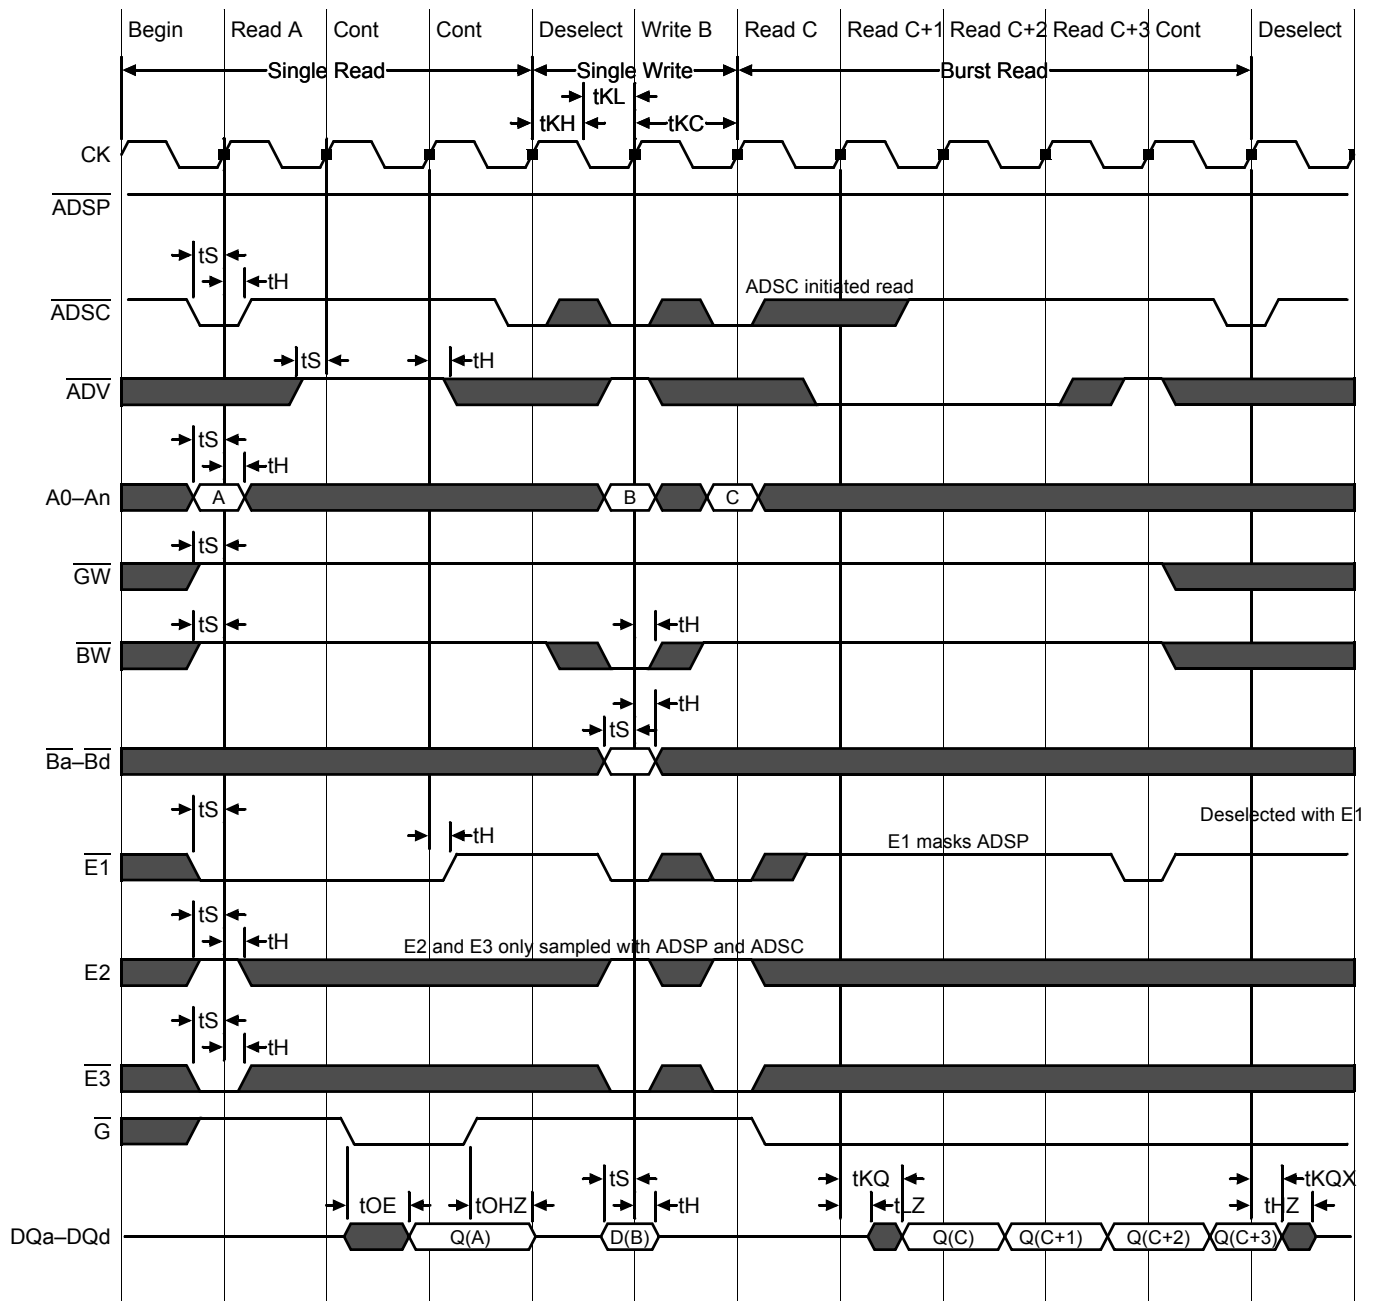 Begin Read A Cont Cont Deselect Write B Read C Read C+1 Read C+2 Read C+3 Cont Deselect
Single Read Single Write Burst Read
tKL
tKH tKC
CK
ADSP
tS
tH
ADSC initiated read
ADSC
tS tH
ADV
tS
tH
A0–An A B C
tS
GW
tS tH
BW
tH
tS
Ba–Bd
tS
Deselected with E1
tH E1 masks ADSP
E1
tS
tH E2 and E3 only sampled with ADSP and ADSC
E2
tS
tH
E3
G
tS tKQ tKQX
tOE tOHZ tH tLZ tHZ
DQa–DQd Q(A) D(B) Q(C) Q(C+1) Q(C+2) Q(C+3)